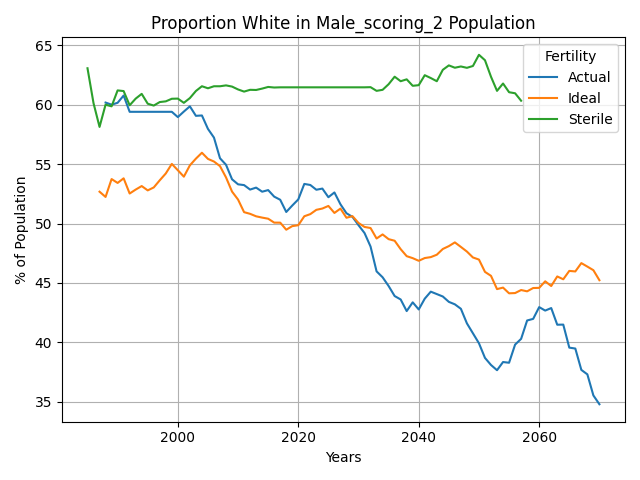 Proportion White in Male_scoring_2 Population
Fertility
Actual
Ideal
Sterile
% of Population
65
60
55
50
45
40
35
2000
2020
2040
2060
Years